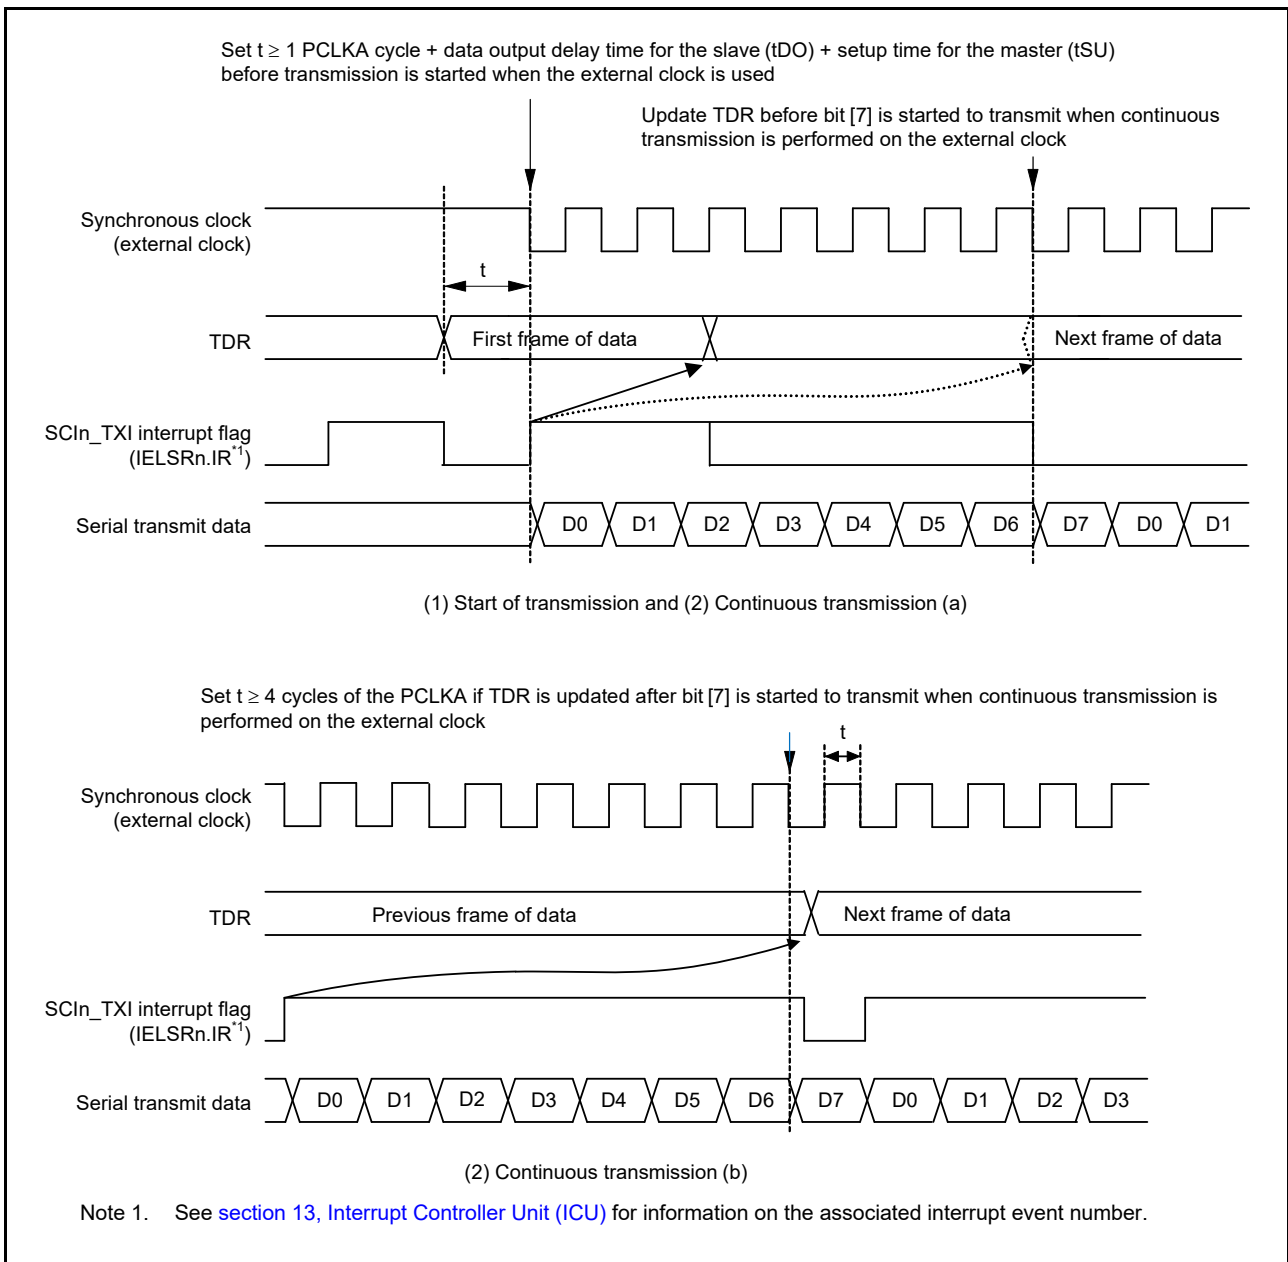 Set t ≥ 1 PCLKA cycle + data output delay time for the slave (tDO) + setup time for the master (tSU)
before transmission is started when the external clock is used
Update TDR before bit [7] is started to transmit when continuous
transmission is performed on the external clock
Synchronous clock
(external clock)
t
TDR
First frame of data
Next frame of data
SCIn_TXI interrupt flag
(IELSRn.IR*1)
Serial transmit data
D0 D1 D2 D3 D4 D5 D6 D7 D0 D1
(1) Start of transmission and (2) Continuous transmission (a)
Set t ≥ 4 cycles of the PCLKA if TDR is updated after bit [7] is started to transmit when continuous transmission is
performed on the external clock
t
Synchronous clock
(external clock)
TDR
Previous frame of data
Next frame of data
SCIn_TXI interrupt flag
(IELSRn.IR*1)
Serial transmit data
D0 D1 D2 D3 D4 D5 D6 D7 D0 D1 D2 D3
(2) Continuous transmission (b)
Note 1. See section 13, Interrupt Controller Unit (ICU) for information on the associated interrupt event number.